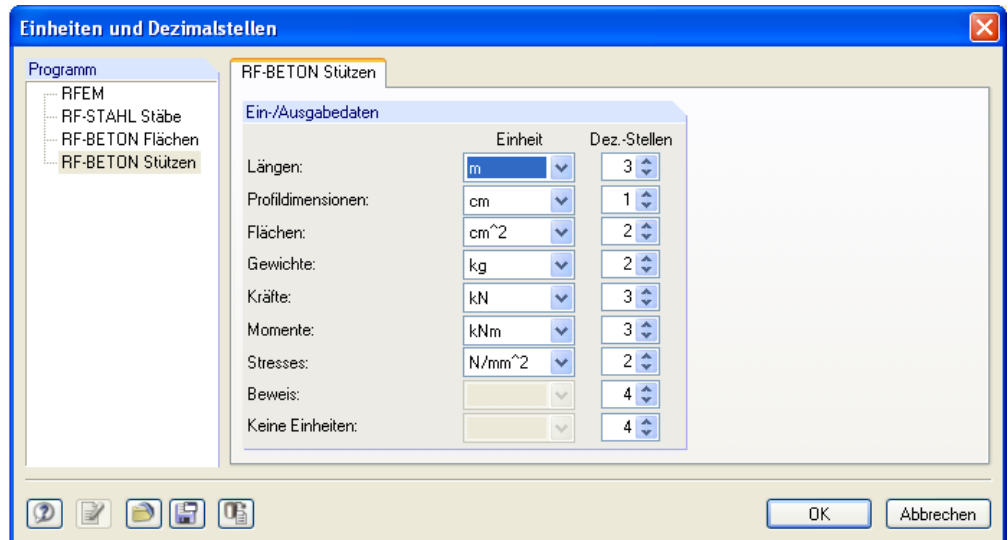 Einheiten und Dezimalstellen
Programm
RFEM
RF-STAHL Stäbe
RF-BETON Flächen
RF-BETON Stützen
RF-BETON Stützen
Ein-/Ausgabedaten
Einheit Dez.-Stellen
Längen: m 3
Profildimensionen: cm 1
Flächen: cm^2 2
Gewichte: kg 2
Kräfte: kN 3
Momente: kNm 3
Stresses: N/mm^2 2
Beweis: 4
Keine Einheiten: 4
OK Abbrechen